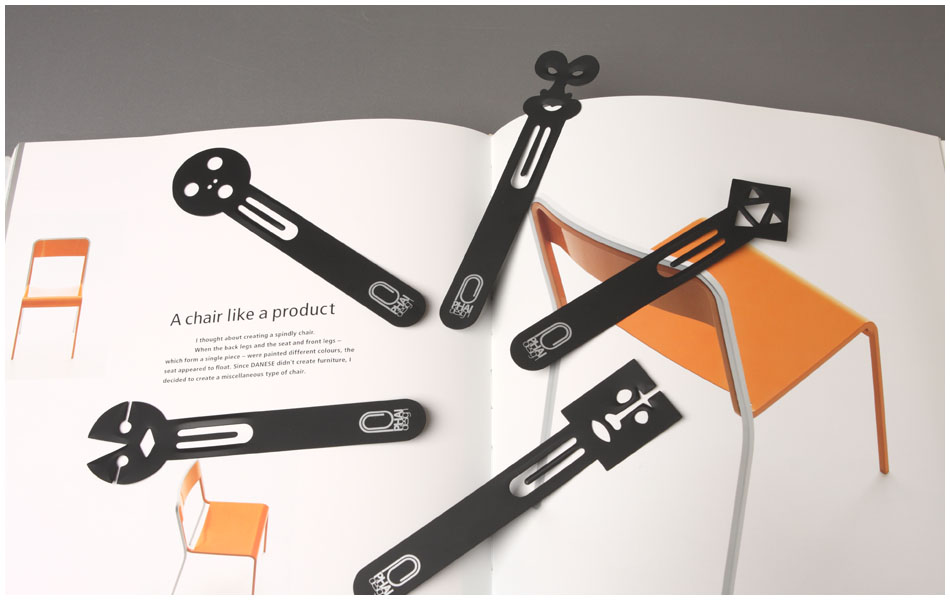 A chair like a product
I thought about creating a spindly chair.
When the back legs and the seat and front legs –
which form a single piece – were painted different colours, the
seat appeared to float. Since DANESE didn't create furniture, I
decided to create a miscellaneous type of chair.